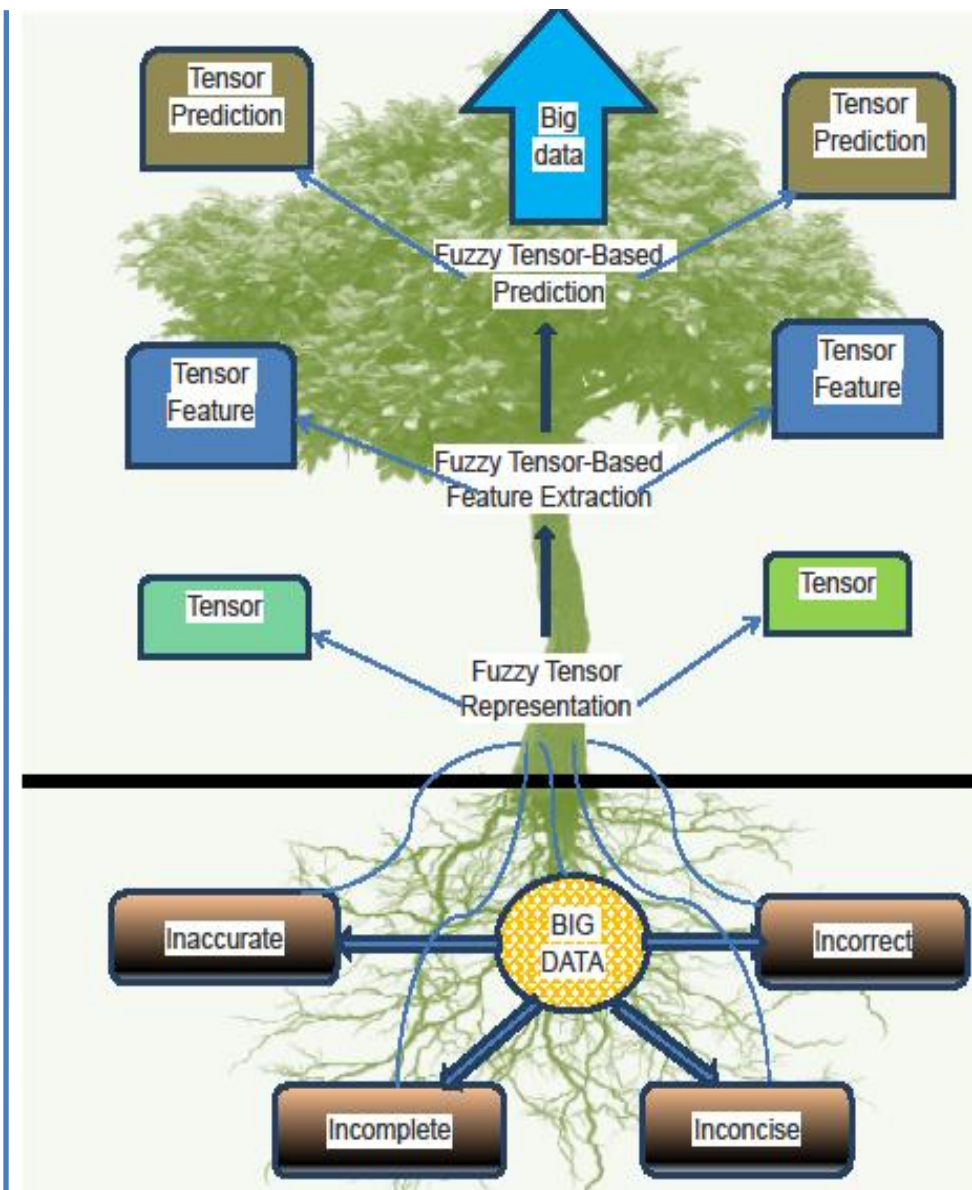 Tensor
Prediction
Big
data
Tensor
Prediction
Fuzzy Tensor-Based
Prediction
Tensor
Feature
Tensor
Feature
Fuzzy Tensor-Based
Feature Extraction
Tensor
Tensor
Fuzzy Tensor
Representation
Inaccurate
BIG
DATA
Incorrect
Incomplete
Inconcise